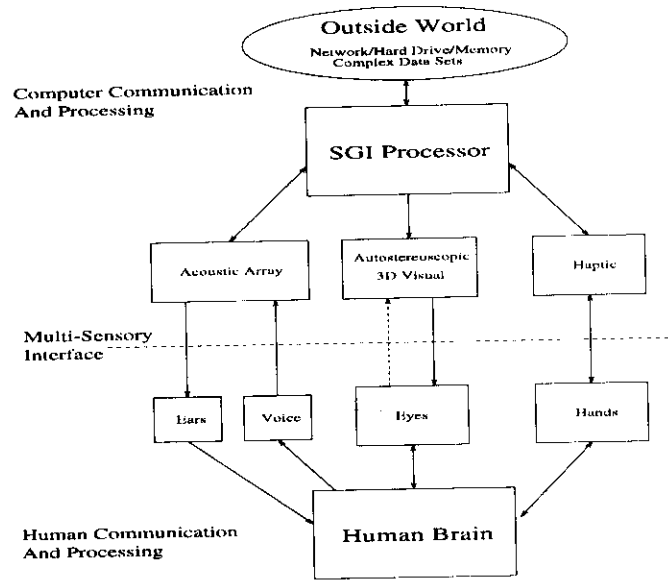 Outside World
Network/Hard Drive/Memory
Complex Data Sets
Computer Communication
And Processing
SGI Processor
Acoustic Array
Autostereoscopic
3D Visual
Haptic
Multi-Sensory
Interface
Ears
Voice
Eyes
Hands
Human Brain
Human Communication
And Processing